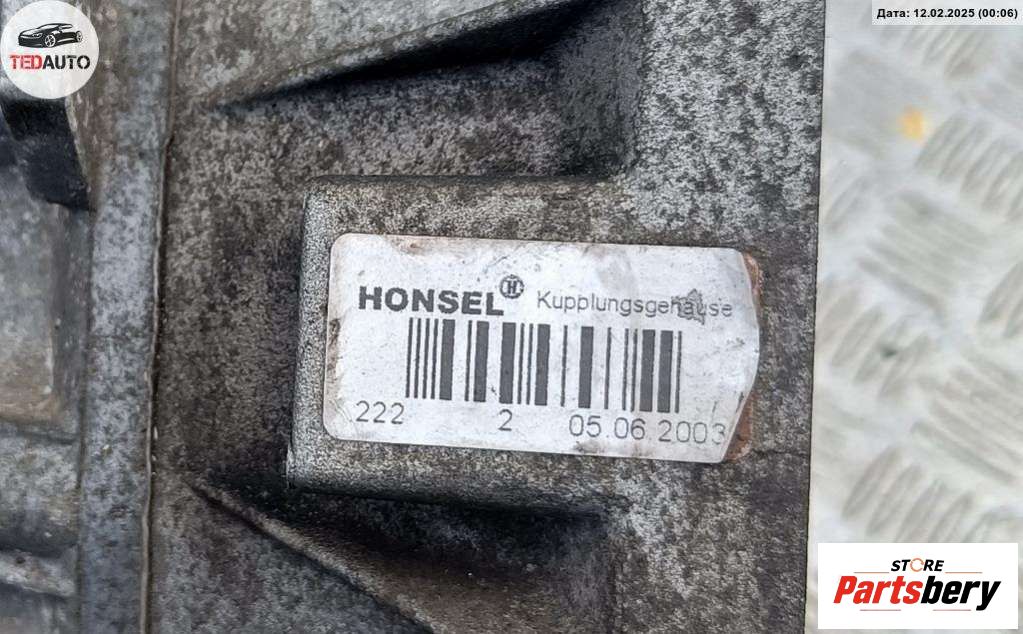 Дата: 12.02.2025 (00:06)
TEDAUTO
HONSEL H Kupplungsgehäuse
222 2 05.06.2003
STORE
Partsbery